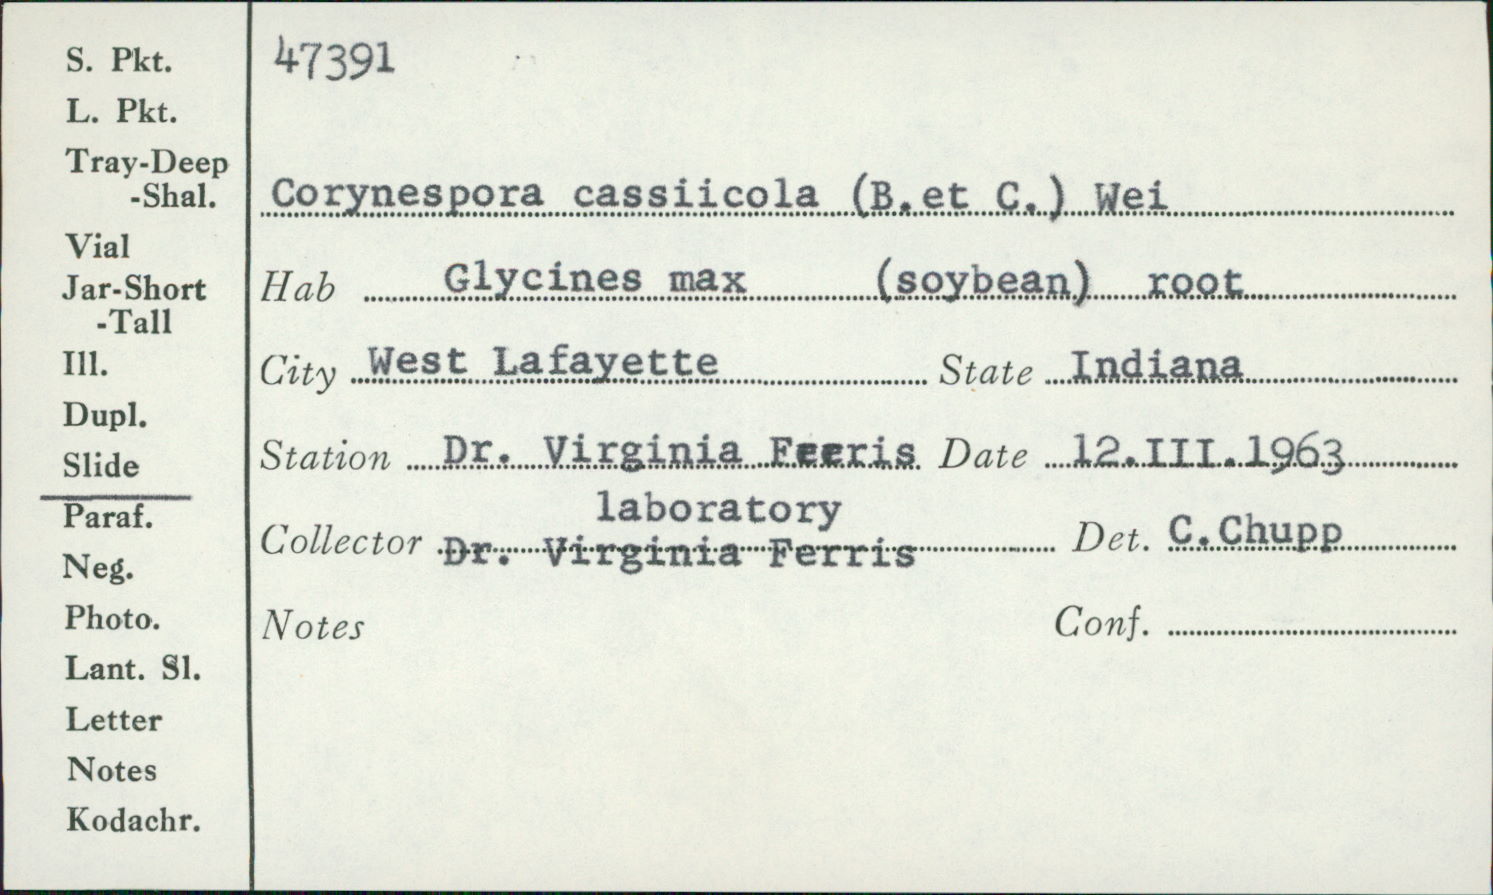 S. Pkt.
L. Pkt.
Tray-Deep
-Shal.
Vial
Jar-Short
-Tall
Ill.
Dupl.
Slide
Paraf.
Neg.
Photo.
Lant. Sl.
Letter
Notes
Kodachr.
47391
Corynespora cassiicola (B.et C.) Wei
Hab Glycines max (soybean) root
City West Lafayette State Indiana
Station Dr. Virginia Ferris Date 12.III.1963
laboratory
Collector Dr. Virginia Ferris Det. C.Chupp
Notes Conf.